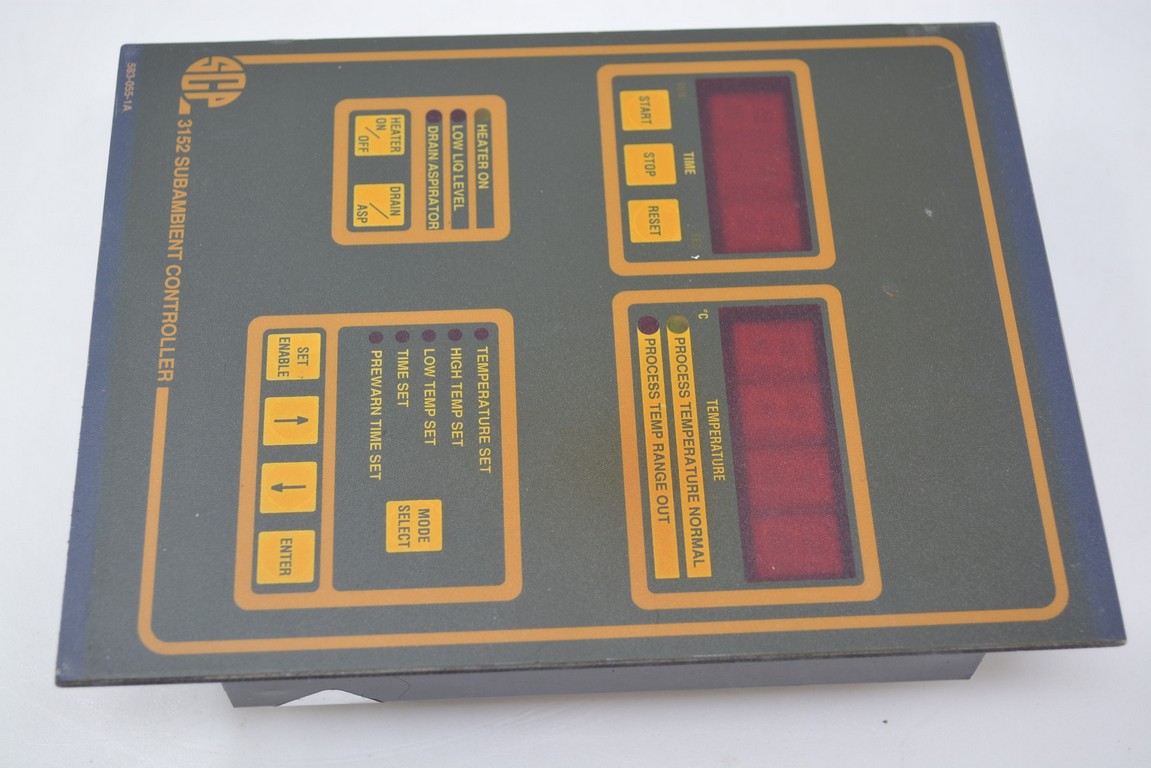 START
STOP
RESET
TIME
°C
TEMPERATURE
PROCESS TEMPERATURE NORMAL
PROCESS TEMP RANGE OUT
HEATER ON
LOW LIQ LEVEL
DRAIN ASPIRATOR
HEATER
ON/OFF
DRAIN/
ASP
TEMPERATURE SET
HIGH TEMP SET
LOW TEMP SET
TIME SET
PREWARN TIME SET
MODE
SELECT
SET
ENABLE
↑
↓
ENTER
SCP
3152 SUBAMBIENT CONTROLLER
583-055-1A